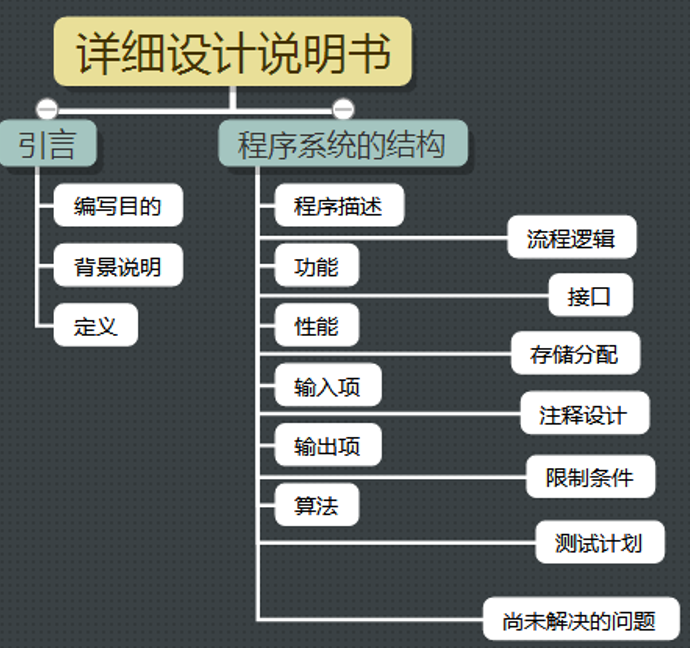 详细设计说明书
引言
编写目的
背景说明
定义
程序系统的结构
程序描述
流程逻辑
功能
接口
性能
存储分配
输入项
注释设计
输出项
限制条件
算法
测试计划
尚未解决的问题